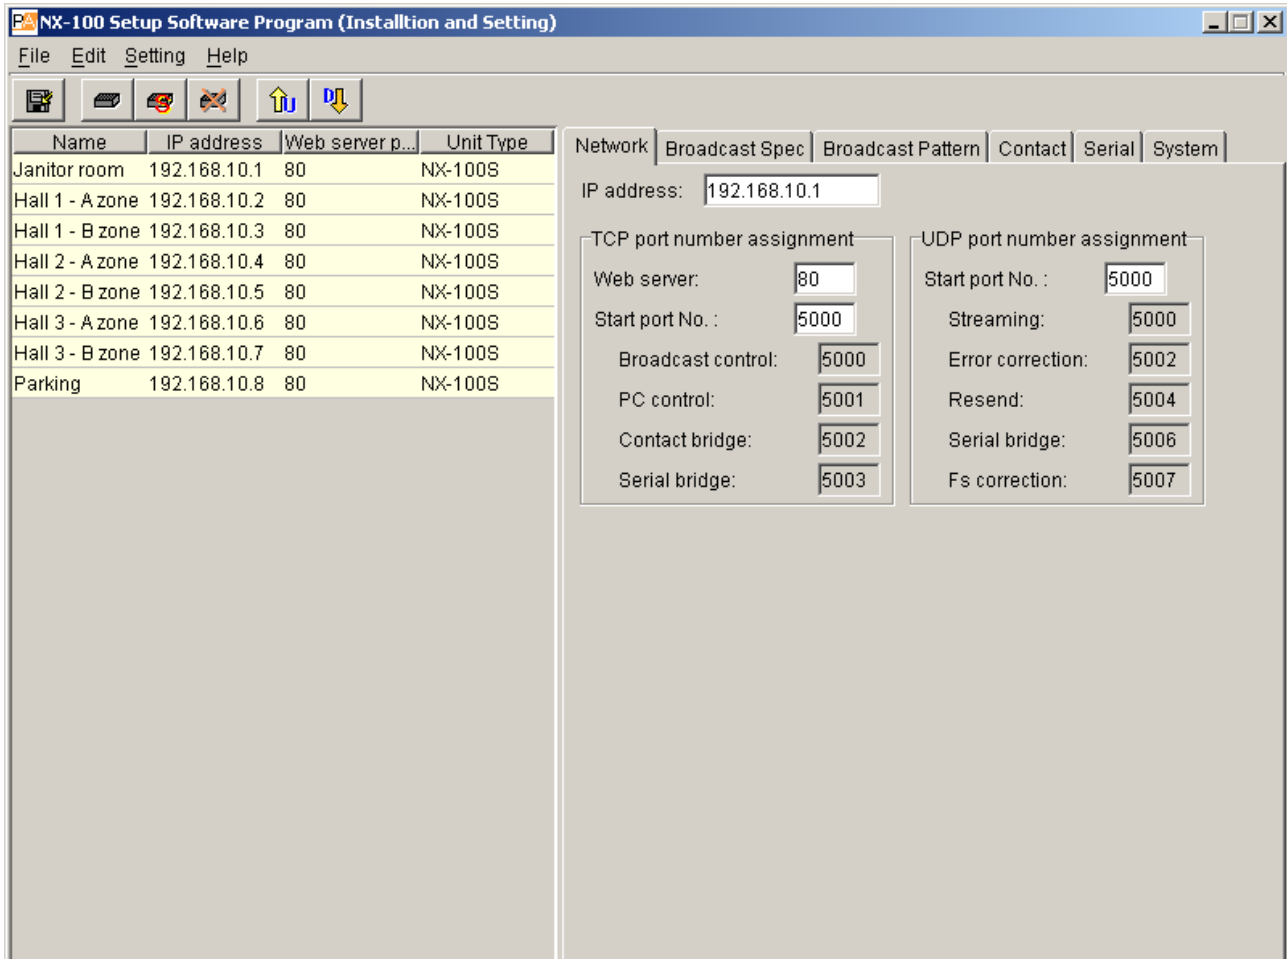 PA NX-100 Setup Software Program (Installtion and Setting)
File Edit Setting Help
U D
Name IP address Web server p... Unit Type
Janitor room 192.168.10.1 80 NX-100S
Hall 1 - A zone 192.168.10.2 80 NX-100S
Hall 1 - B zone 192.168.10.3 80 NX-100S
Hall 2 - A zone 192.168.10.4 80 NX-100S
Hall 2 - B zone 192.168.10.5 80 NX-100S
Hall 3 - A zone 192.168.10.6 80 NX-100S
Hall 3 - B zone 192.168.10.7 80 NX-100S
Parking 192.168.10.8 80 NX-100S
Network Broadcast Spec Broadcast Pattern Contact Serial System
IP address: 192.168.10.1
TCP port number assignment
Web server: 80
Start port No. : 5000
Broadcast control: 5000
PC control: 5001
Contact bridge: 5002
Serial bridge: 5003
UDP port number assignment
Start port No. : 5000
Streaming: 5000
Error correction: 5002
Resend: 5004
Serial bridge: 5006
Fs correction: 5007